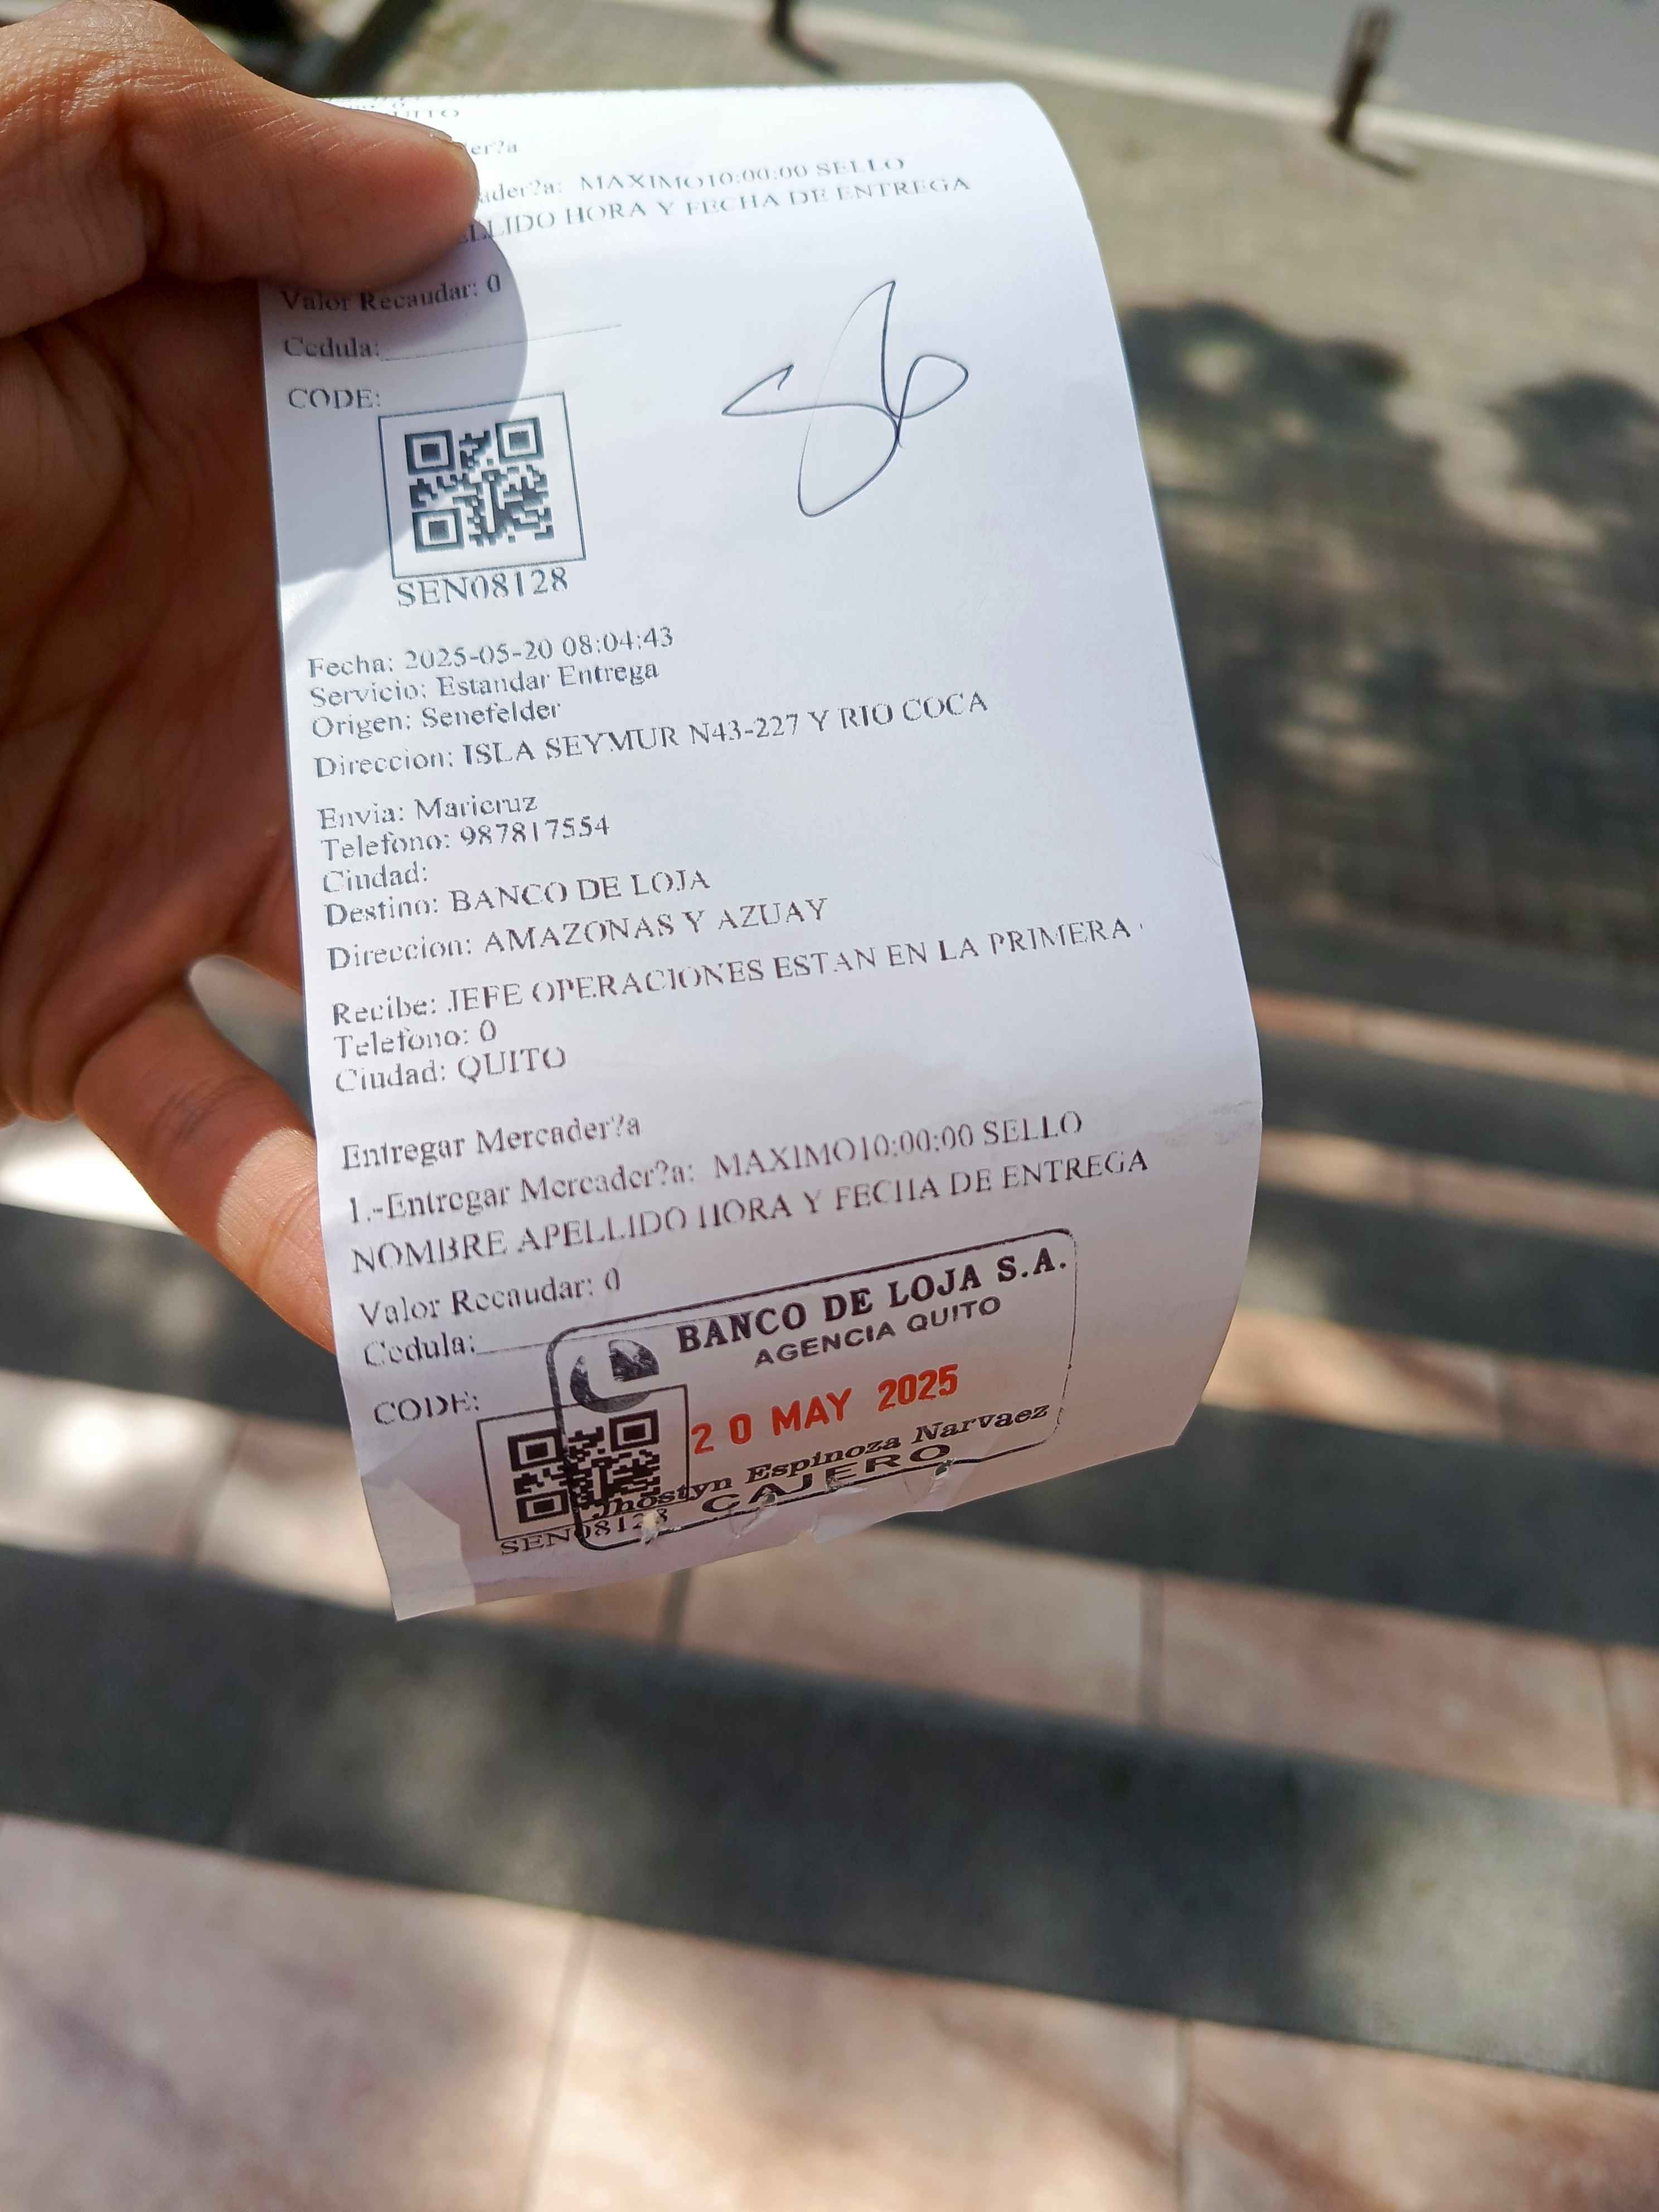 QUITO
MAXIMO10:00:00 SELLO
HORA Y FECHA DE ENTREGA
Valor Recaudar: 0
Cedula:
CODE:
SEN08128
Fecha: 2025-05-20 08:04:43
Servicio: Estandar Entrega
Origen: Senefelder
Direccion: ISLA SEYMUR N43-227 Y RIO COCA
Envia: Maricruz
Telefono: 987817554
Ciudad:
Destino: BANCO DE LOJA
Direccion: AMAZONAS Y AZUAY
Recibe: JEFE OPERACIONES ESTAN EN LA PRIMERA
Telefono: 0
Ciudad: QUITO
Entregar Mercader?a
1.-Entregar Mercader?a: MAXIMO10:00:00 SELLO
NOMBRE APELLIDO HORA Y FECHA DE ENTREGA
Valor Recaudar: 0
Cedula:
BANCO DE LOJA S.A.
AGENCIA QUITO
CODE:
20 MAY 2025
Jhostyn Espinoza Narvaez
CAJERO
SEN08128